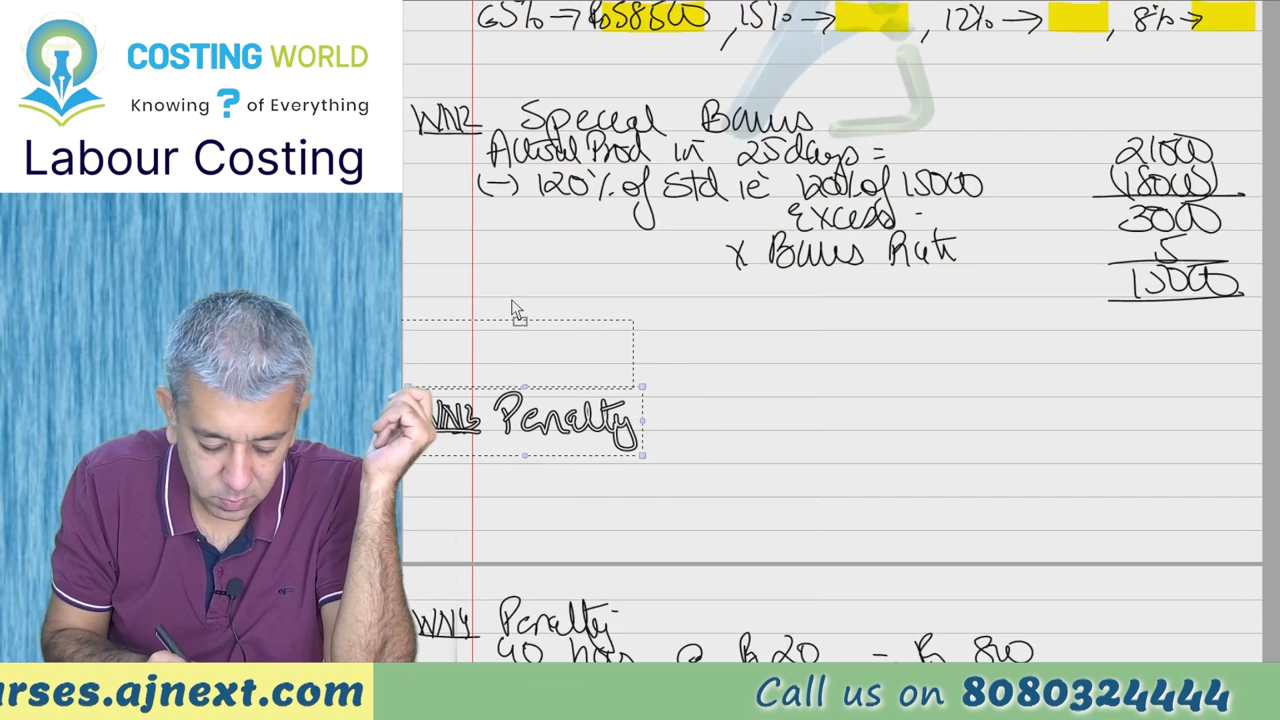 65% → ₨58500, 15% → , 12% → , 8% →
COSTING WORLD
Knowing ? of Everything
Labour Costing
WN2 Special Bonus
Actual Prod in 25 days = 21000
(-) 120% of Std ie 120% of 15000 (18000)
Excess - 3000
x Bonus Rate 5
15000
WN3 Penalty
WN4 Penalty-
40 hrs @ ₨ 20 = ₨ 800
urses.ajnext.com
Call us on 8080324444